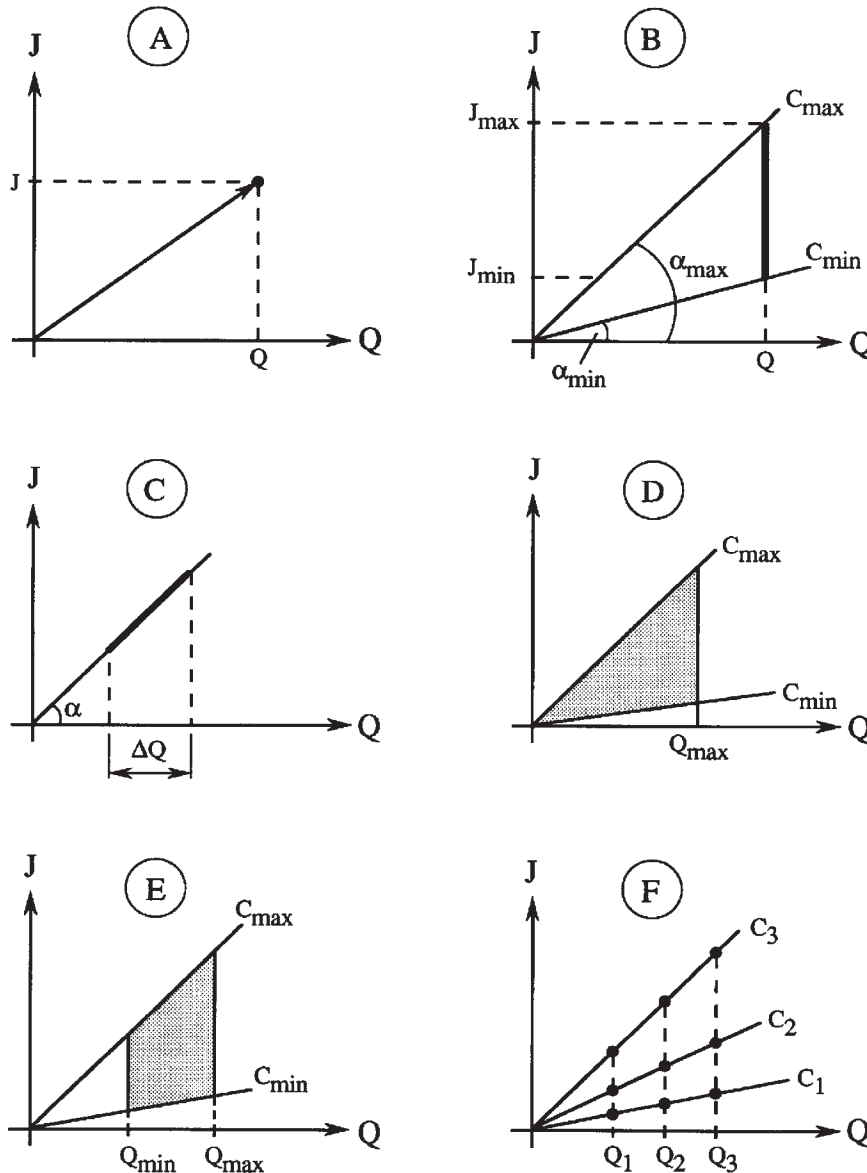 A
J
J
Q
Q
B
J
J_max
C_max
J_min
α_max
C_min
α_min
Q
Q
C
J
α
Q
ΔQ
D
J
C_max
C_min
Q_max
Q
E
J
C_max
C_min
Q_min Q_max
Q
F
J
C_3
C_2
C_1
Q_1 Q_2 Q_3
Q